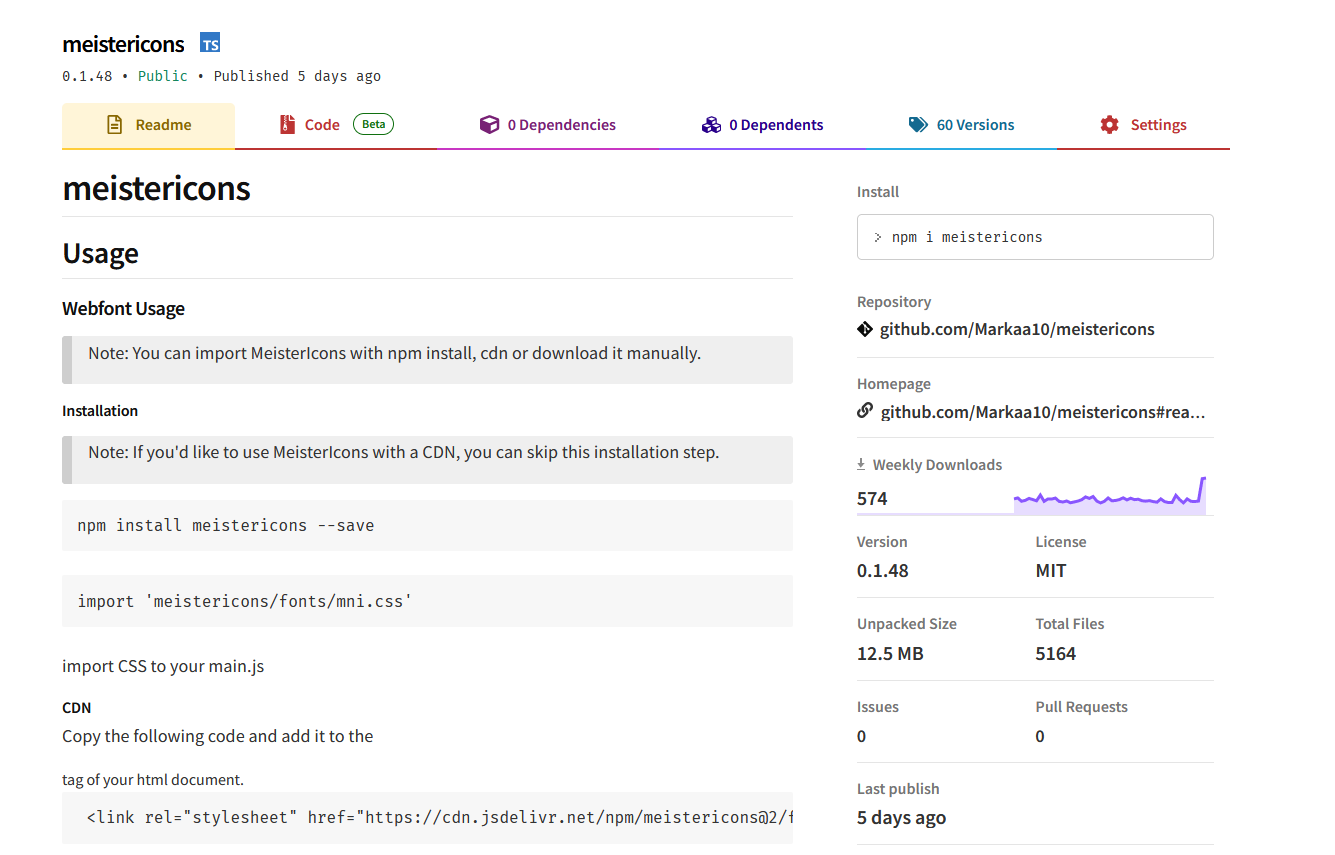 meistericons TS
0.1.48 • Public • Published 5 days ago
Readme
Code Beta
0 Dependencies
0 Dependents
60 Versions
Settings
meistericons
Usage
Webfont Usage
Note: You can import MeisterIcons with npm install, cdn or download it manually.
Installation
Note: If you'd like to use MeisterIcons with a CDN, you can skip this installation step.
npm install meistericons --save
import 'meistericons/fonts/mni.css'
import CSS to your main.js
CDN
Copy the following code and add it to the
tag of your html document.
<link rel="stylesheet" href="https://cdn.jsdelivr.net/npm/meistericons@2/f
Install
> npm i meistericons
Repository
github.com/Markaa10/meistericons
Homepage
github.com/Markaa10/meistericons#rea...
Weekly Downloads
574
Version
0.1.48
License
MIT
Unpacked Size
12.5 MB
Total Files
5164
Issues
0
Pull Requests
0
Last publish
5 days ago